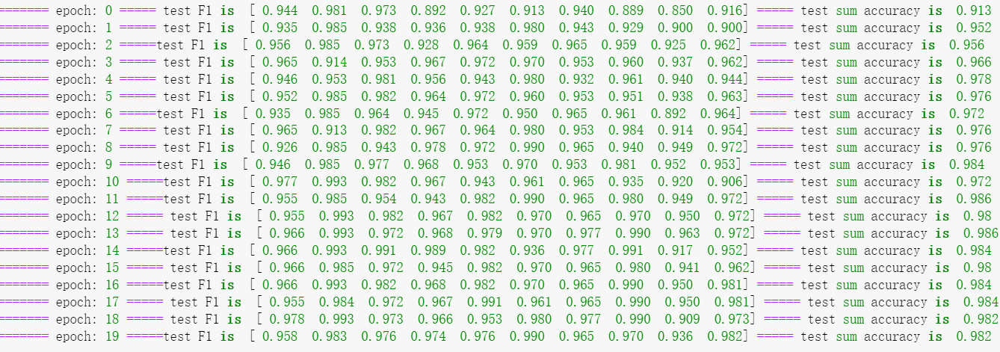 ======= epoch: 0 ===== test F1 is [ 0.944 0.981 0.973 0.892 0.927 0.913 0.940 0.889 0.850 0.916] ===== test sum accuracy is 0.913
======= epoch: 1 ===== test F1 is [ 0.935 0.985 0.938 0.936 0.938 0.980 0.943 0.929 0.900 0.900] ===== test sum accuracy is 0.952
======= epoch: 2 =====test F1 is [ 0.956 0.985 0.973 0.928 0.964 0.959 0.965 0.959 0.925 0.962] ===== test sum accuracy is 0.956
======= epoch: 3 ===== test F1 is [ 0.965 0.914 0.953 0.967 0.972 0.970 0.953 0.960 0.937 0.962] ===== test sum accuracy is 0.966
======= epoch: 4 ===== test F1 is [ 0.946 0.953 0.981 0.956 0.943 0.980 0.932 0.961 0.940 0.944] ===== test sum accuracy is 0.978
======= epoch: 5 ===== test F1 is [ 0.952 0.985 0.982 0.964 0.972 0.960 0.953 0.951 0.938 0.963] ===== test sum accuracy is 0.976
======= epoch: 6 =====test F1 is [ 0.935 0.985 0.964 0.945 0.972 0.950 0.965 0.961 0.892 0.964] ===== test sum accuracy is 0.972
======= epoch: 7 ===== test F1 is [ 0.965 0.913 0.982 0.967 0.964 0.980 0.953 0.984 0.914 0.954] ===== test sum accuracy is 0.976
======= epoch: 8 ===== test F1 is [ 0.926 0.985 0.943 0.978 0.972 0.990 0.965 0.940 0.949 0.972] ===== test sum accuracy is 0.976
======= epoch: 9 =====test F1 is [ 0.946 0.985 0.977 0.968 0.953 0.970 0.953 0.981 0.952 0.953] ===== test sum accuracy is 0.984
======= epoch: 10 =====test F1 is [ 0.977 0.993 0.982 0.967 0.943 0.961 0.965 0.935 0.920 0.906] ===== test sum accuracy is 0.972
======= epoch: 11 =====test F1 is [ 0.955 0.985 0.954 0.943 0.982 0.990 0.965 0.980 0.949 0.972] ===== test sum accuracy is 0.986
======= epoch: 12 ===== test F1 is [ 0.955 0.993 0.982 0.967 0.982 0.970 0.965 0.970 0.950 0.972] ===== test sum accuracy is 0.98
======= epoch: 13 ===== test F1 is [ 0.966 0.993 0.972 0.968 0.979 0.970 0.977 0.990 0.963 0.972] ===== test sum accuracy is 0.986
======= epoch: 14 =====test F1 is [ 0.966 0.993 0.991 0.989 0.982 0.936 0.977 0.991 0.917 0.952] ===== test sum accuracy is 0.984
======= epoch: 15 ===== test F1 is [ 0.966 0.985 0.972 0.945 0.982 0.970 0.965 0.980 0.941 0.962] ===== test sum accuracy is 0.98
======= epoch: 16 =====test F1 is [ 0.966 0.993 0.982 0.968 0.982 0.970 0.965 0.990 0.950 0.981] ===== test sum accuracy is 0.984
======= epoch: 17 ===== test F1 is [ 0.955 0.984 0.972 0.967 0.991 0.961 0.965 0.990 0.950 0.981] ===== test sum accuracy is 0.984
======= epoch: 18 ===== test F1 is [ 0.978 0.993 0.973 0.966 0.953 0.980 0.977 0.990 0.909 0.973] ===== test sum accuracy is 0.982
======= epoch: 19 =====test F1 is [ 0.958 0.983 0.976 0.974 0.976 0.990 0.965 0.970 0.936 0.982] ===== test sum accuracy is 0.982